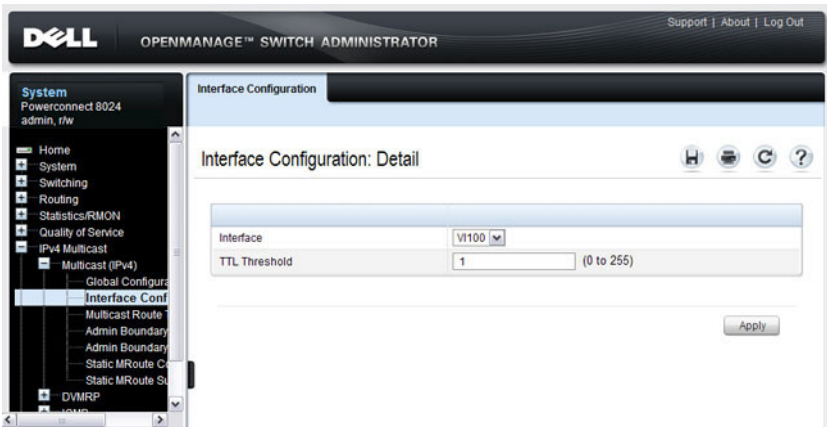 Support | About | Log Out
DELL
OPENMANAGE™ SWITCH ADMINISTRATOR
System
Powerconnect 8024
admin, r/w
Home
System
Switching
Routing
Statistics/RMON
Quality of Service
IPv4 Multicast
Multicast (IPv4)
Global Configura
Interface Conf
Multicast Route
Admin Boundary
Admin Boundary
Static MRoute Co
Static MRoute Su
DVMRP
Interface Configuration
Interface Configuration: Detail
Interface VI100
TTL Threshold 1 (0 to 255)
Apply